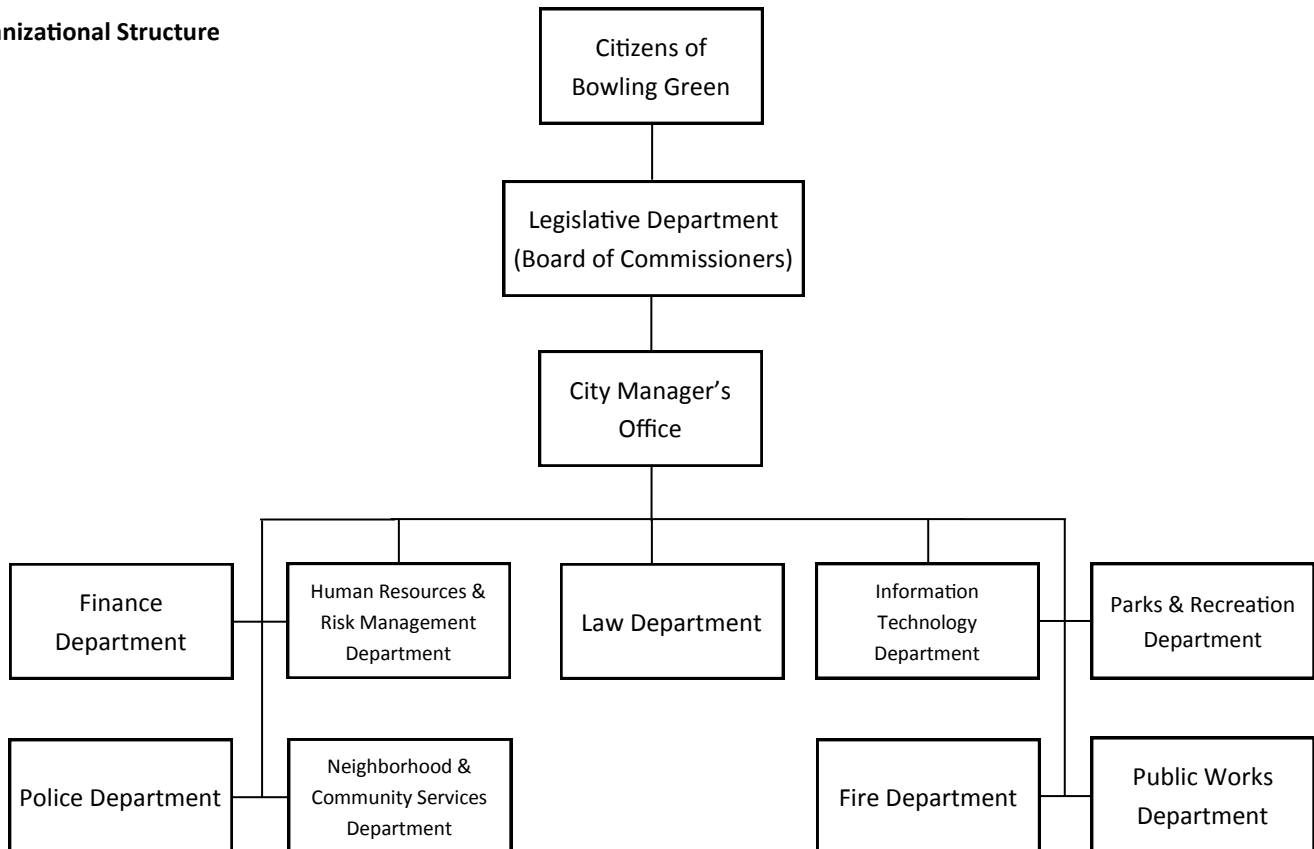 nizational Structure
Citizens of
Bowling Green
Legislative Department
(Board of Commissioners)
City Manager’s
Office
Finance
Department
Human Resources &
Risk Management
Department
Law Department
Information
Technology
Department
Parks & Recreation
Department
Police Department
Neighborhood &
Community Services
Department
Fire Department
Public Works
Department